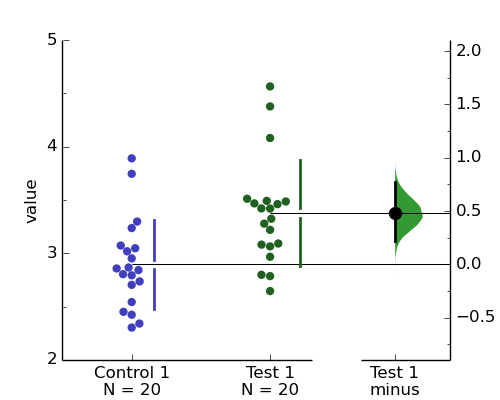 5
4
3
2
value
2.0
1.5
1.0
0.5
0.0
−0.5
Control 1
N = 20
Test 1
N = 20
Test 1
minus